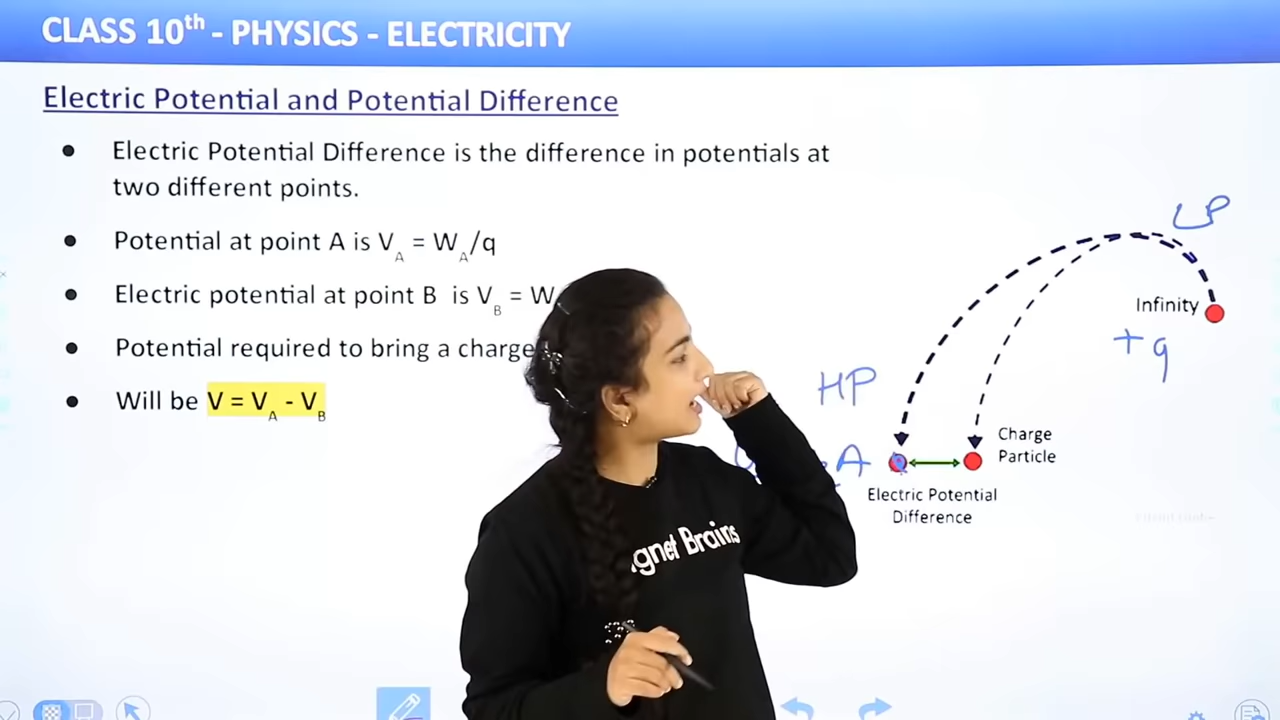 CLASS 10th - PHYSICS - ELECTRICITY
Electric Potential and Potential Difference
● Electric Potential Difference is the difference in potentials at
two different points.
● Potential at point A is VA = WA/q
● Electric potential at point B is VB = W
● Potential required to bring a charge
● Will be V = VA - VB
LP
Infinity
+q
HP
Charge
Particle
A
Electric Potential
Difference
gnet Brains